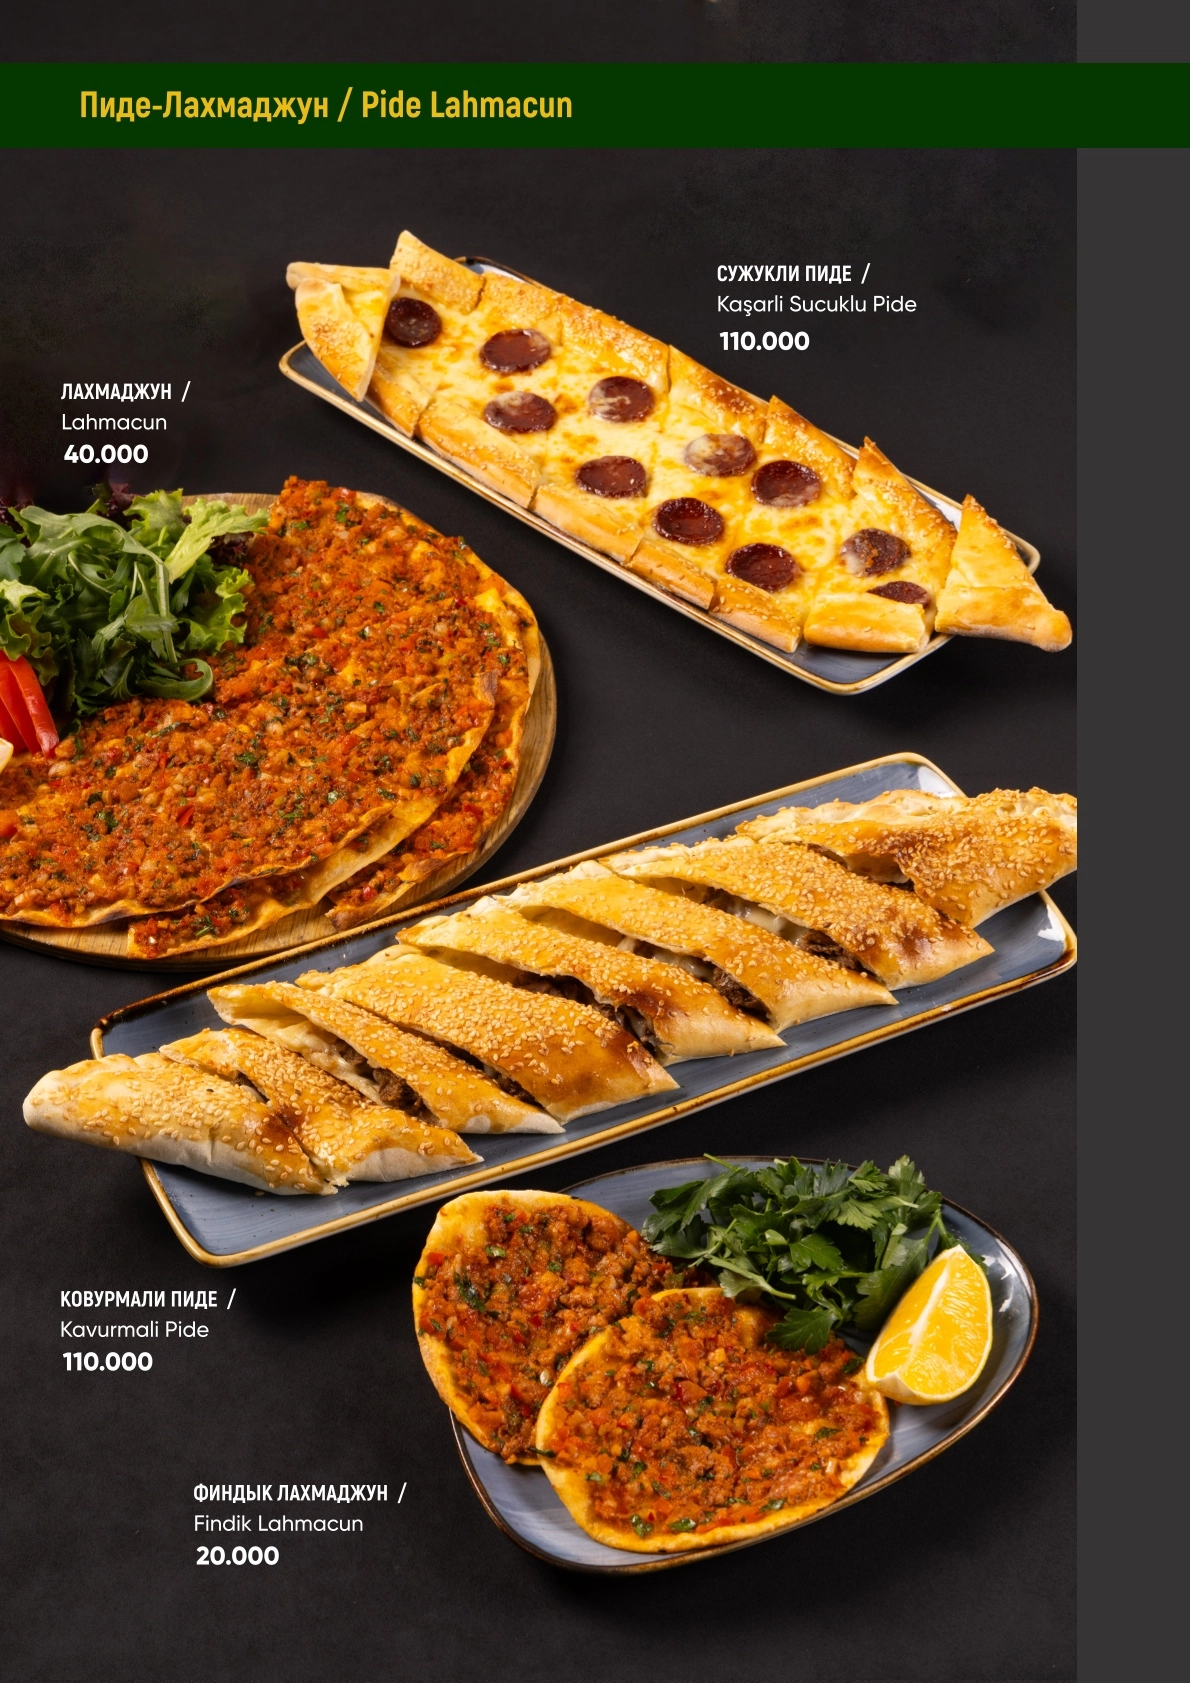 Пиде-Лахмаджун / Pide Lahmacun
СУЖУКЛИ ПИДЕ /
Kaşarli Sucuklu Pide
110.000
ЛАХМАДЖУН /
Lahmacun
40.000
КОВУРМАЛИ ПИДЕ /
Kavurmali Pide
110.000
ФИНДЫК ЛАХМАДЖУН /
Findik Lahmacun
20.000